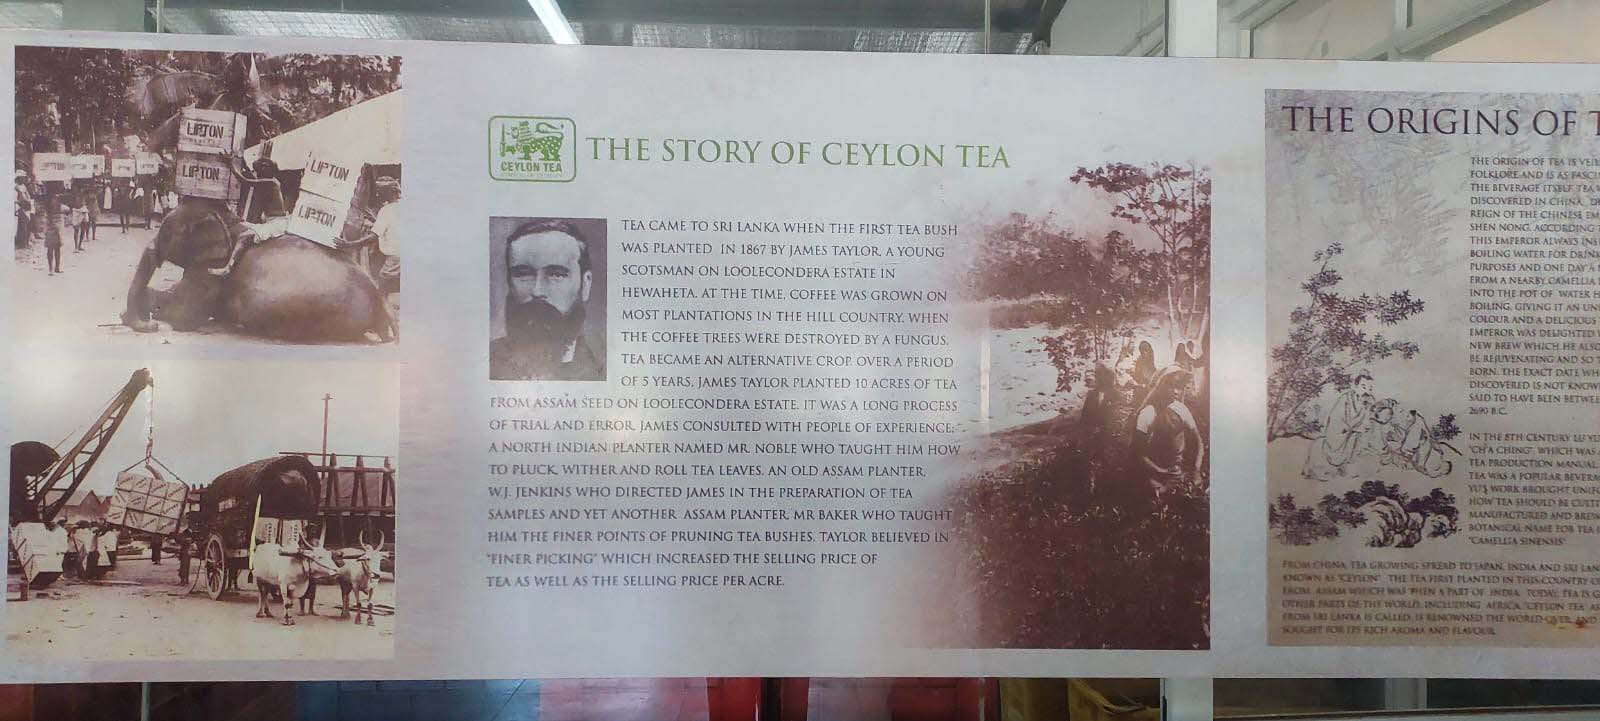 LIPTON
LIPTON
LIPTON
LIPTON
CEYLON TEA
THE STORY OF CEYLON TEA
TEA CAME TO SRI LANKA WHEN THE FIRST TEA BUSH
WAS PLANTED IN 1867 BY JAMES TAYLOR, A YOUNG
SCOTSMAN ON LOOLECONDERA ESTATE IN
HEWAHETA. AT THE TIME, COFFEE WAS GROWN ON
MOST PLANTATIONS IN THE HILL COUNTRY. WHEN
THE COFFEE TREES WERE DESTROYED BY A FUNGUS,
TEA BECAME AN ALTERNATIVE CROP. OVER A PERIOD
OF 5 YEARS, JAMES TAYLOR PLANTED 10 ACRES OF TEA
FROM ASSAM SEED ON LOOLECONDERA ESTATE. IT WAS A LONG PROCESS
OF TRIAL AND ERROR. JAMES CONSULTED WITH PEOPLE OF EXPERIENCE;
A NORTH INDIAN PLANTER NAMED MR. NOBLE WHO TAUGHT HIM HOW
TO PLUCK, WITHER AND ROLL TEA LEAVES. AN OLD ASSAM PLANTER,
W.J. JENKINS WHO DIRECTED JAMES IN THE PREPARATION OF TEA
SAMPLES AND YET ANOTHER ASSAM PLANTER, MR BAKER WHO TAUGHT
HIM THE FINER POINTS OF PRUNING TEA BUSHES. TAYLOR BELIEVED IN
"FINER PICKING" WHICH INCREASED THE SELLING PRICE OF
TEA AS WELL AS THE SELLING PRICE PER ACRE.
THE ORIGINS OF
THE ORIGIN OF TEA IS
FOLKLORE AND IS AS
THE BEVERAGE ITSELF. TEA
DISCOVERED IN CHINA,
REIGN OF THE CHINESE
SHEN NONG. ACCORDING
THIS EMPEROR ALWAYS
BOILING WATER FOR
PURPOSES AND ONE DAY A
FROM A NEARBY CAMELLIA
INTO THE POT OF WATER
BOILING, GIVING IT AN
COLOUR AND A DELICIOUS
EMPEROR WAS DELIGHTED
NEW BREW WHICH HE ALSO
BE REJUVENATING AND SO
BORN. THE EXACT DATE
DISCOVERED IS NOT
SAID TO HAVE BEEN
2690 B.C.
IN THE 8TH CENTURY LU
"CH'A CHING", WHICH WAS
TEA PRODUCTION MANUAL
TEA WAS A POPULAR
YU'S WORK BROUGHT
HOW TEA SHOULD BE
MANUFACTURED AND
BOTANICAL NAME FOR TEA
"CAMELLIA SINENSIS"
FROM CHINA, TEA GROWING SPREAD TO JAPAN, INDIA AND SRI
KNOWN AS "CEYLON". THE TEA FIRST PLANTED IN THIS COUNTRY
FROM ASSAM WHICH WAS THEN A PART OF INDIA. TODAY, TEA IS
OTHER PARTS OF THE WORLD, INCLUDING AFRICA. "CEYLON TEA"
FROM SRI LANKA IS CALLED, IS RENOWNED THE WORLD OVER, AND
SOUGHT FOR ITS RICH AROMA AND FLAVOUR.